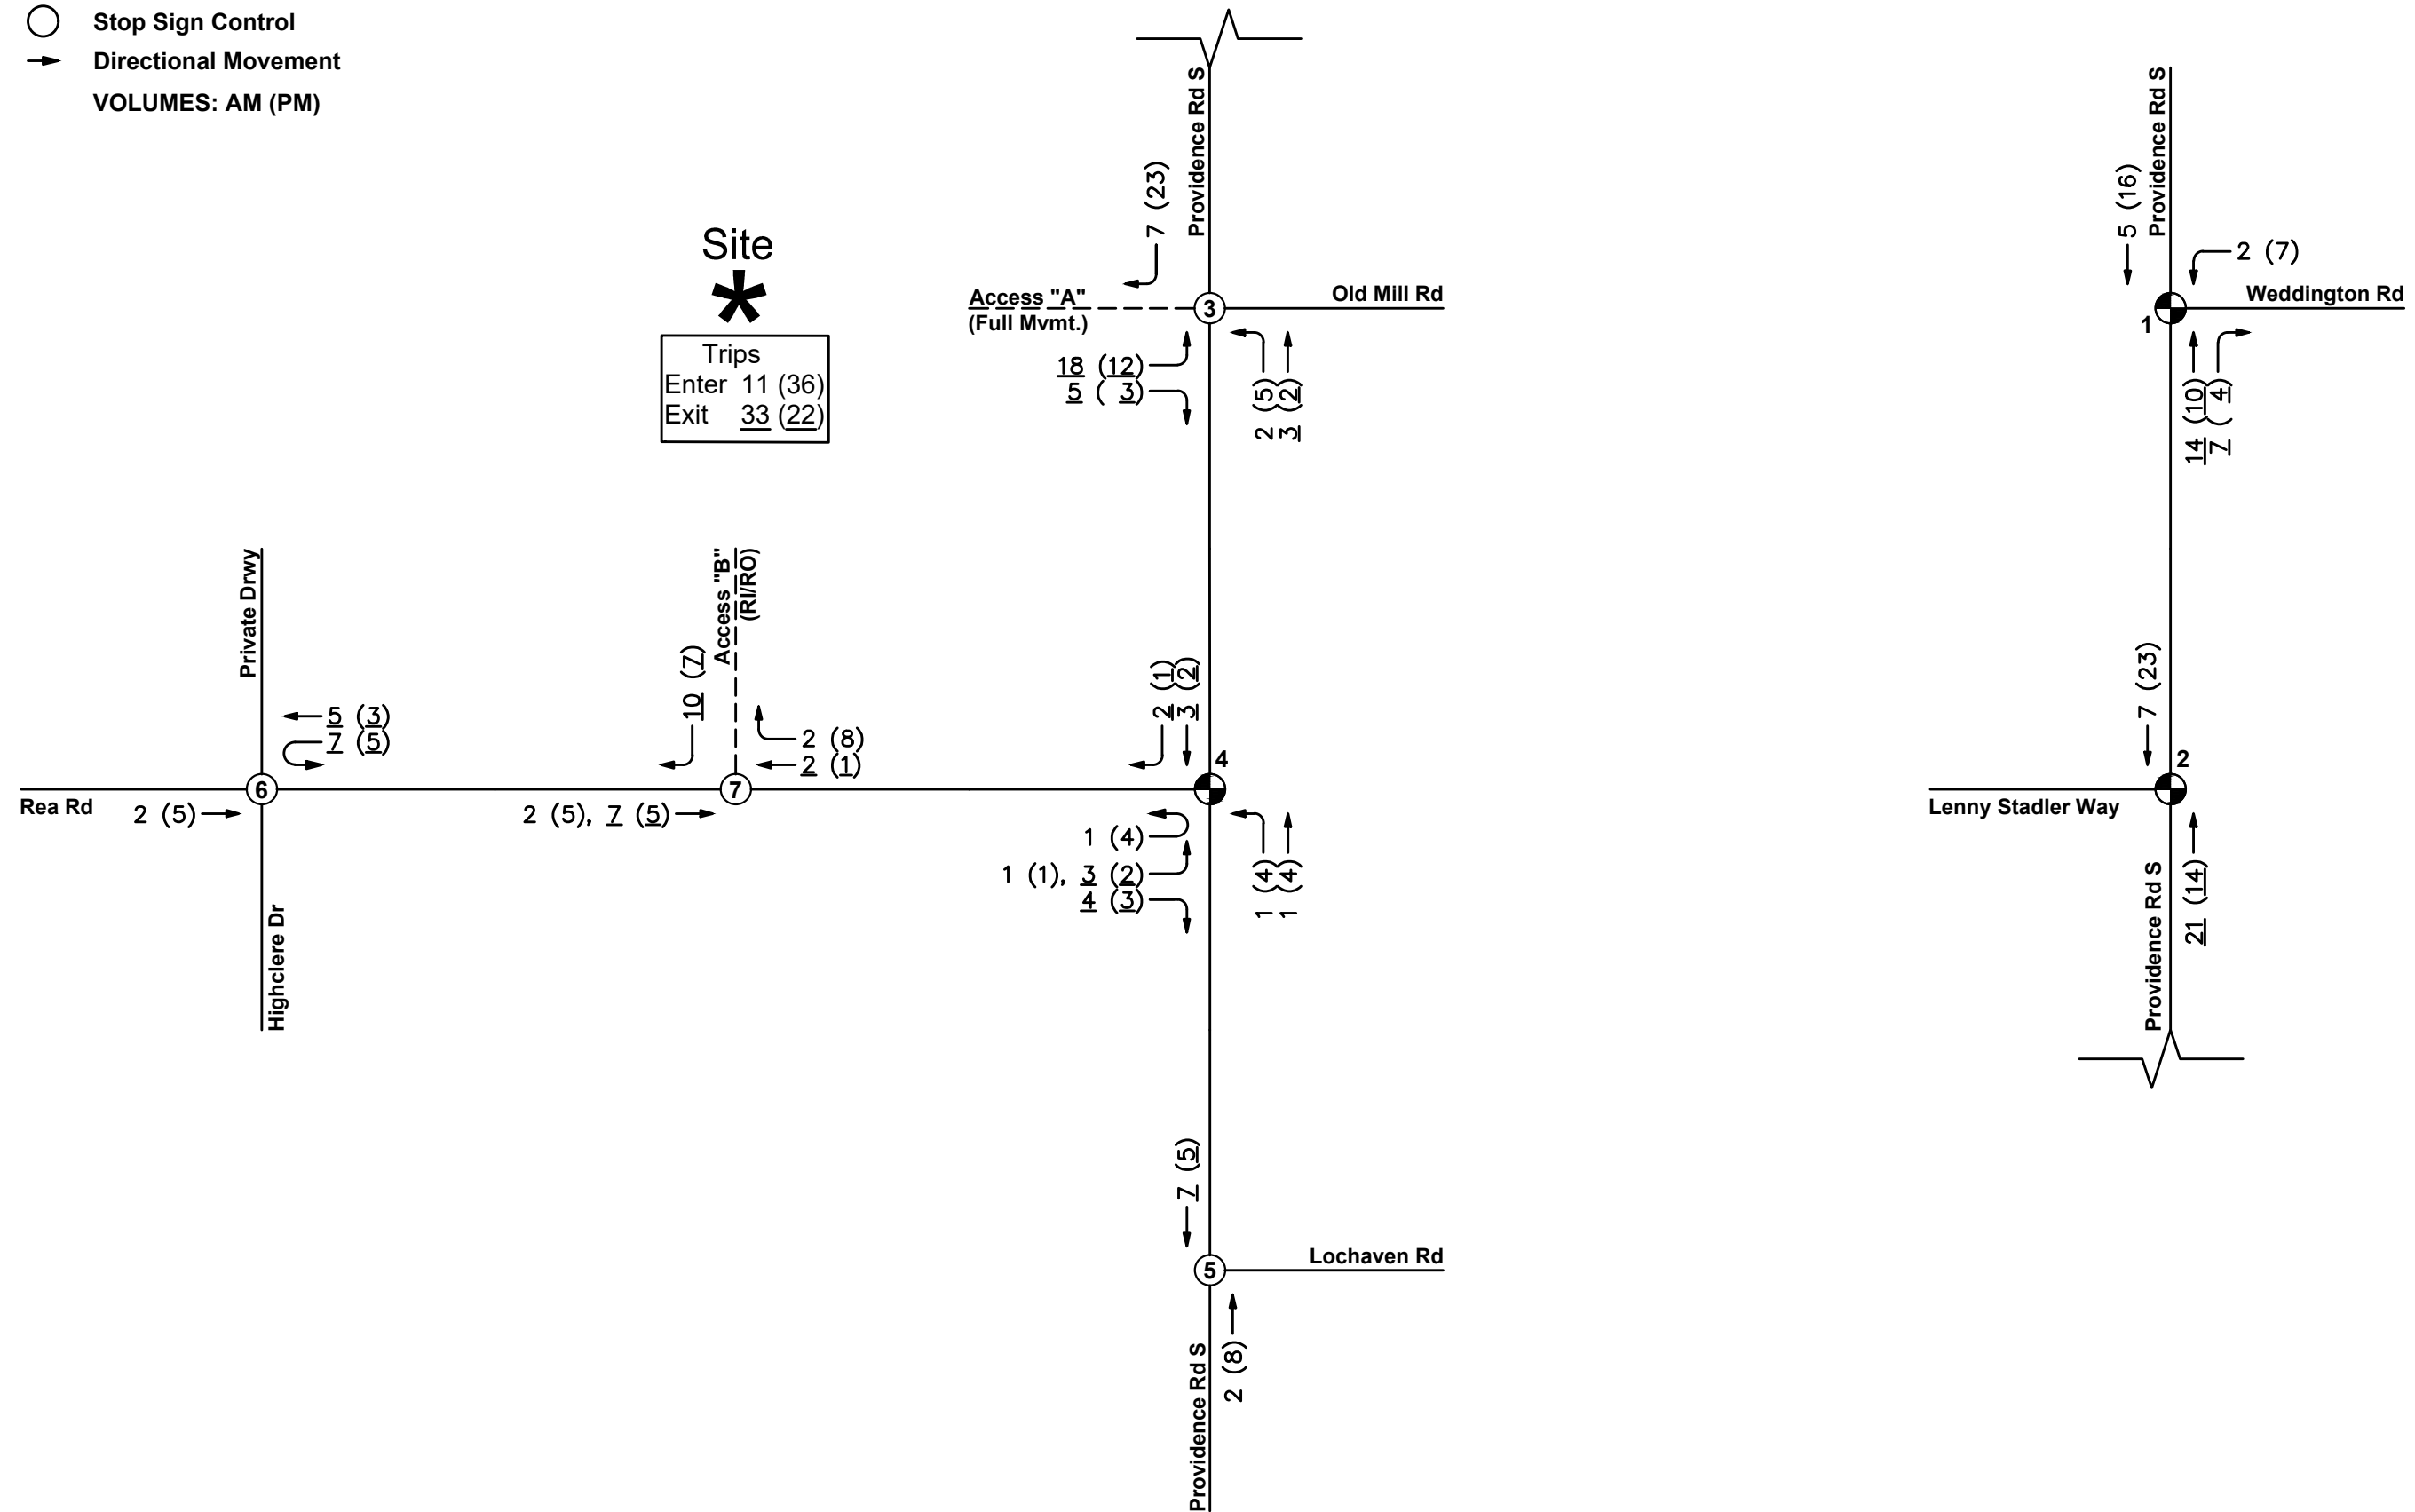 Stop Sign Control
Directional Movement
VOLUMES: AM (PM)
Providence Rd S
7 (23)
Site
*
Trips
Enter 11 (36)
Exit 33 (22)
Access "A"
(Full Mvmt.)
3
Old Mill Rd
18 (12)
5 ( 3)
2 (5)
3 (2)
Providence Rd S
5 (16)
2 (7)
Weddington Rd
1
14 (10)
7 ( 4)
Private Drwy
5 (3)
7 (5)
6
Rea Rd
2 (5)
Highclere Dr
Access "B"
(RI/RO)
10 (7)
2 (8)
2 (1)
7
2 (5), 7 (5)
2 (1)
3 (2)
4
1 (4)
1 (1), 3 (2)
4 (3)
1 (4)
1 (4)
7 (23)
2
Lenny Stadler Way
Providence Rd S
21 (14)
7 (5)
5
Lochaven Rd
Providence Rd S
2 (8)